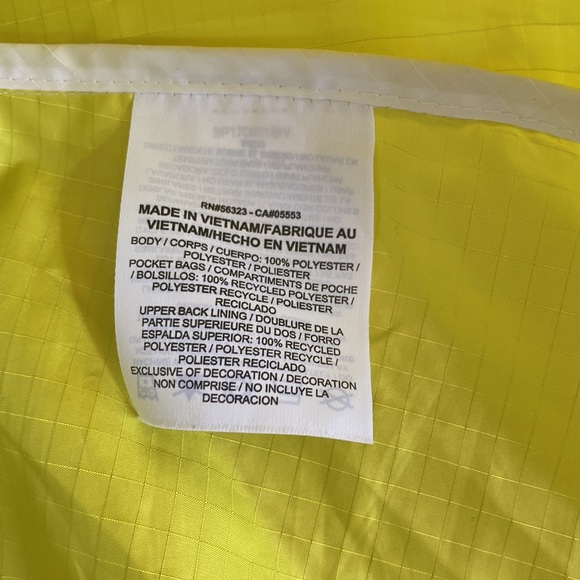 RN#56323 - CA#05553
MADE IN VIETNAM/FABRIQUE AU
VIETNAM/HECHO EN VIETNAM
BODY / CORPS / CUERPO: 100% POLYESTER /
POLYESTER / POLIESTER
POCKET BAGS / COMPARTIMENTS DE POCHE
/ BOLSILLOS: 100% RECYCLED POLYESTER /
POLYESTER RECYCLE / POLIESTER
RECICLADO
UPPER BACK LINING / DOUBLURE DE LA
PARTIE SUPERIEURE DU DOS / FORRO
ESPALDA SUPERIOR: 100% RECYCLED
POLYESTER / POLYESTER RECYCLE /
POLIESTER RECICLADO
EXCLUSIVE OF DECORATION / DECORATION
NON COMPRISE / NO INCLUYE LA
DECORACION